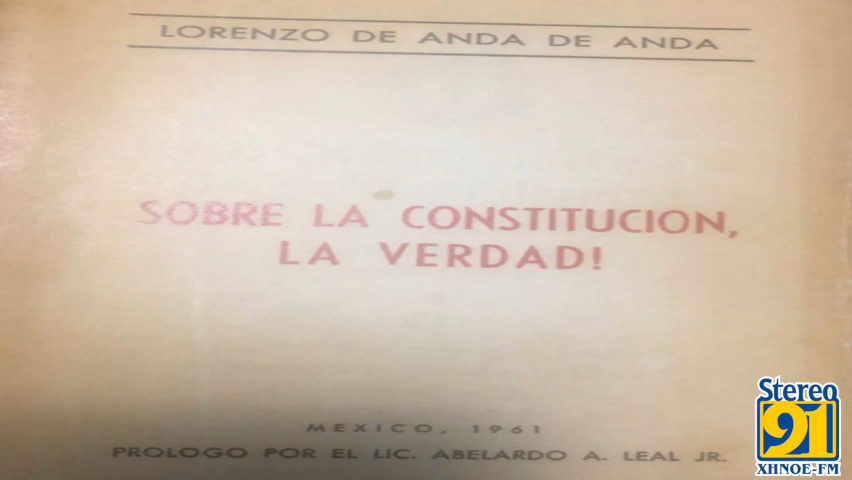 LORENZO DE ANDA DE ANDA
SOBRE LA CONSTITUCION,
LA VERDAD!
MEXICO, 1961
PROLOGO POR EL LIC. ABELARDO A. LEAL JR.
Stereo
91
XHNOE-FM